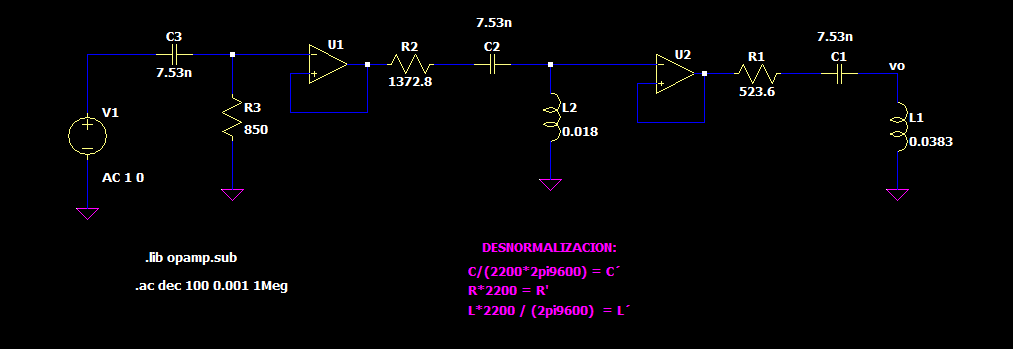 7.53n
7.53n
C3
U1
R2
C2
U2
R1
C1
vo
7.53n
1372.8
523.6
V1
R3
850
L2
0.018
L1
0.0383
AC 1 0
DESNORMALIZACION:
.lib opamp.sub
C/(2200*2pi9600) = C´
.ac dec 100 0.001 1Meg
R*2200 = R'
L*2200 / (2pi9600)  = L´